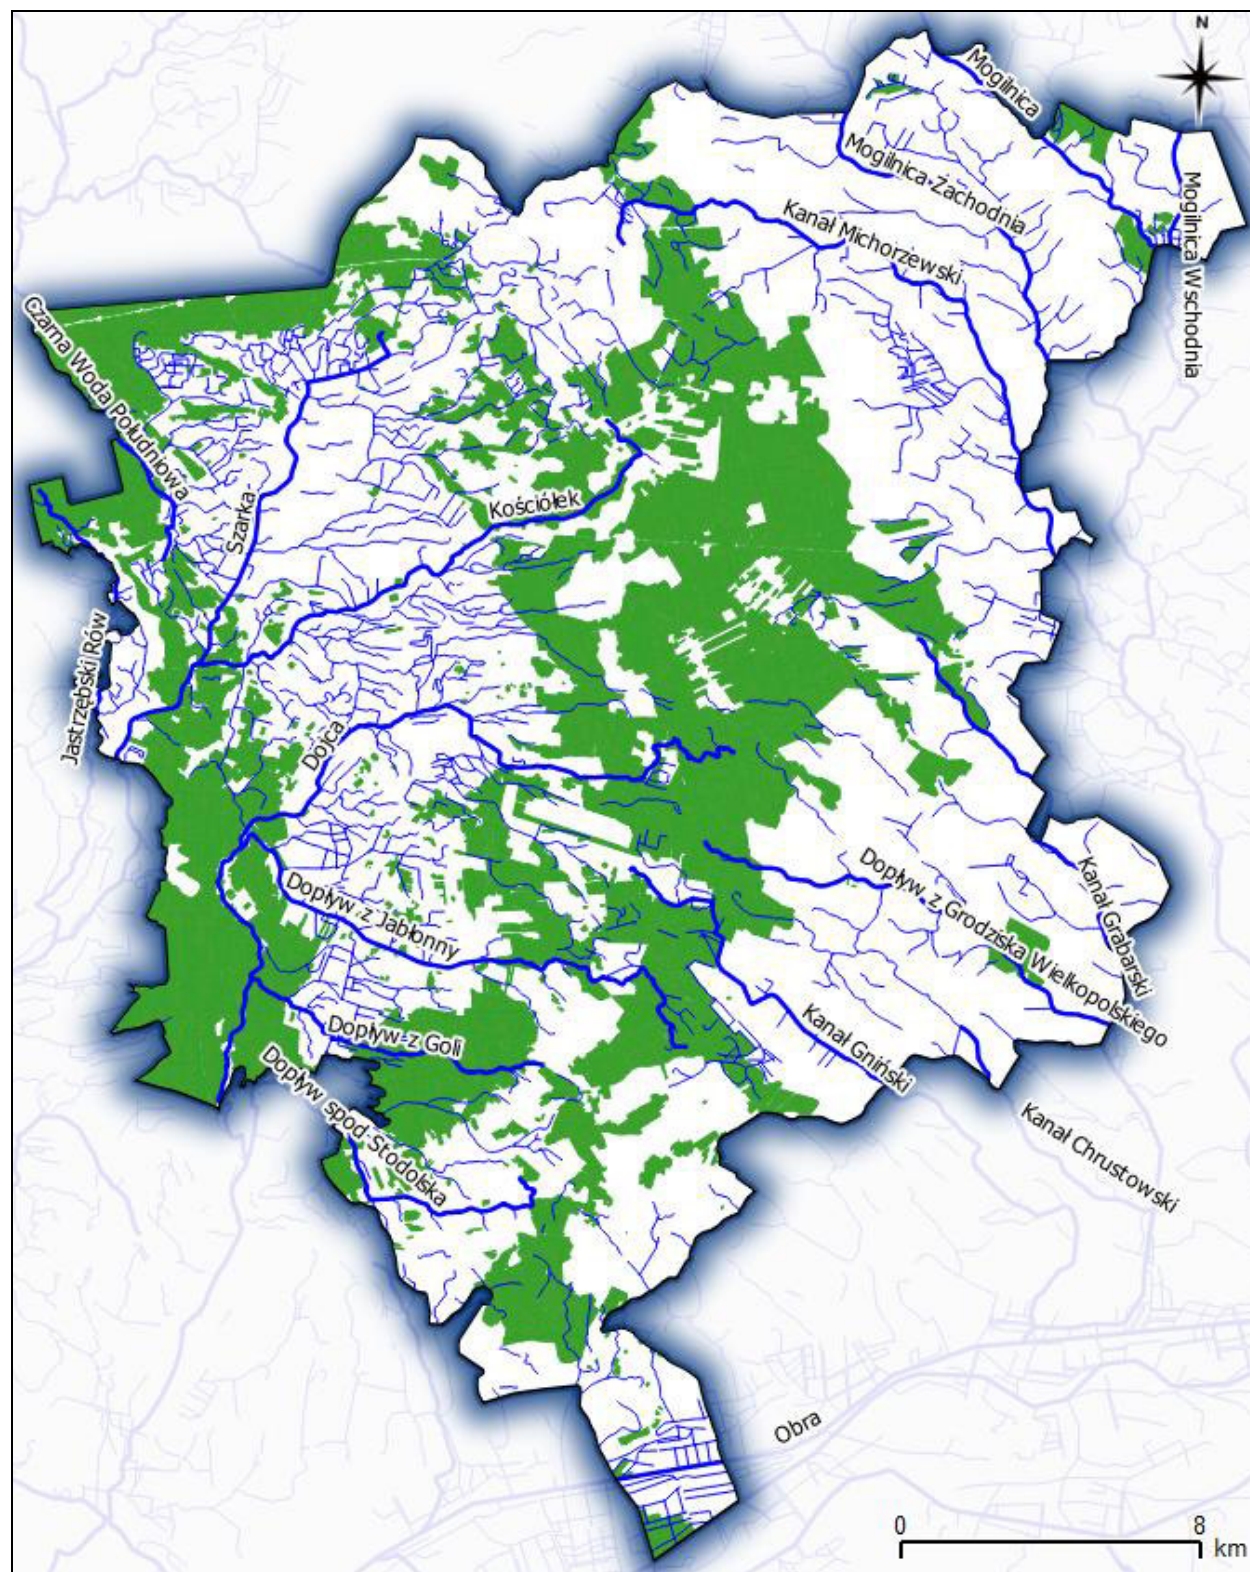 N
Mogilnica
Mogilnica Zachodnia
Mogilnica Wschodnia
Kanał Michorzewski
Czarna Woda Południowa
Szarka
Kościółek
Jastrzębski Rów
Dojca
Dopływ z Jabłonny
Dopływ z Grodziska Wielkopolskiego
Kanał Grabarski
Kanał Gniński
Dopływ z Goli
Dopływ spod Stodolska
Kanał Chrustowski
Obra
0 8
km